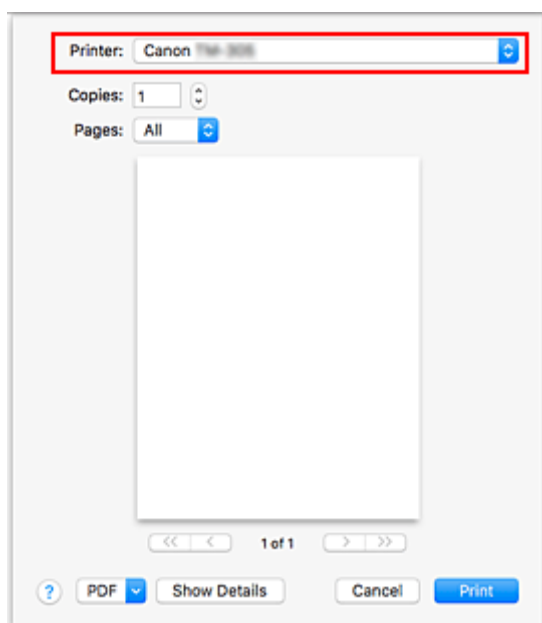 Printer: Canon
Copies: 1
Pages: All
<< < 1 of 1 > >>
? PDF Show Details Cancel Print